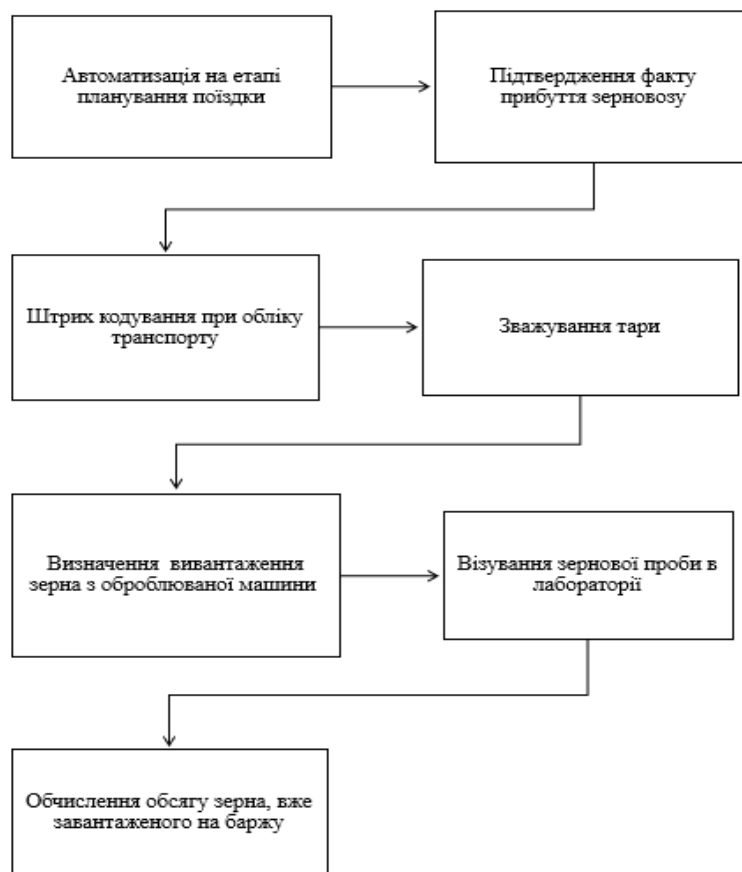 Автоматизація на етапі
планування поїздки
Підтвердження факту
прибуття зерновозу
Штрих кодування при обліку
транспорту
Зважування тари
Визначення вивантаження
зерна з оброблюваної машини
Візування зернової проби в
лабораторії
Обчислення обсягу зерна, вже
завантаженого на баржу